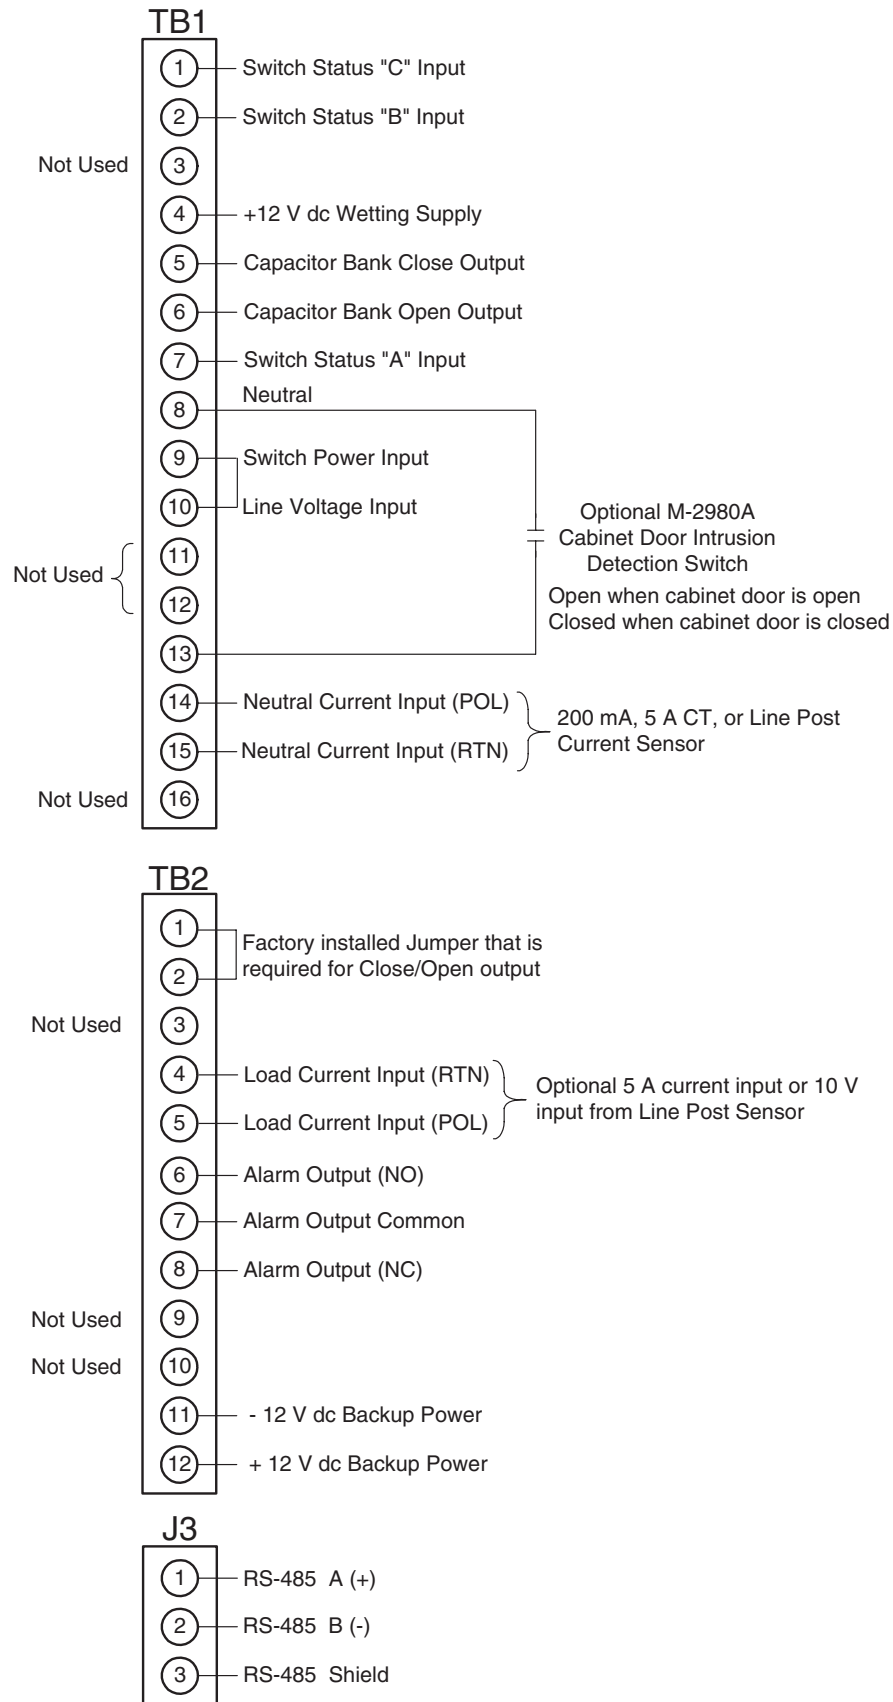 TB1
1 Switch Status "C" Input
2 Switch Status "B" Input
Not Used 3
4 +12 V dc Wetting Supply
5 Capacitor Bank Close Output
6 Capacitor Bank Open Output
7 Switch Status "A" Input
8 Neutral
9 Switch Power Input
10 Line Voltage Input
Optional M-2980A
Cabinet Door Intrusion
Detection Switch
Open when cabinet door is open
Closed when cabinet door is closed
Not Used
11
12
13
14 Neutral Current Input (POL)
15 Neutral Current Input (RTN)
200 mA, 5 A CT, or Line Post
Current Sensor
Not Used 16
TB2
1
2
Factory installed Jumper that is
required for Close/Open output
Not Used 3
4 Load Current Input (RTN)
5 Load Current Input (POL)
Optional 5 A current input or 10 V
input from Line Post Sensor
6 Alarm Output (NO)
7 Alarm Output Common
8 Alarm Output (NC)
Not Used 9
Not Used 10
11 - 12 V dc Backup Power
12 + 12 V dc Backup Power
J3
1 RS-485 A (+)
2 RS-485 B (-)
3 RS-485 Shield